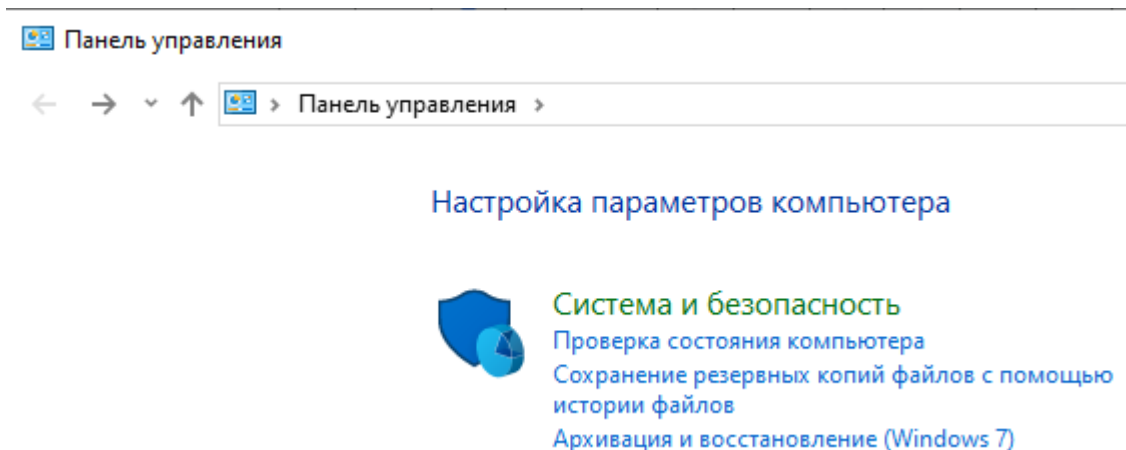 Панель управления
Панель управления
Настройка параметров компьютера
Система и безопасность
Проверка состояния компьютера
Сохранение резервных копий файлов с помощью
истории файлов
Архивация и восстановление (Windows 7)